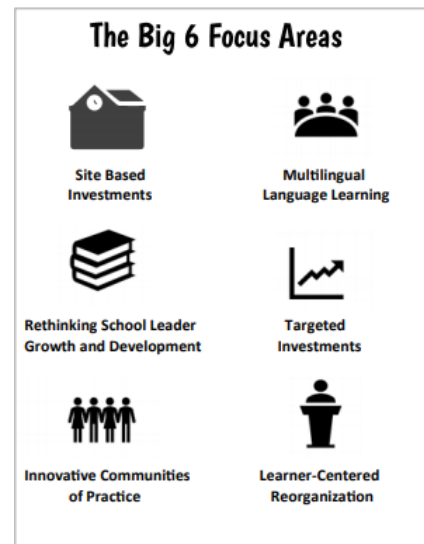 The Big 6 Focus Areas
Site Based
Investments
Multilingual
Language Learning
Rethinking School Leader
Growth and Development
Targeted
Investments
Innovative Communities
of Practice
Learner-Centered
Reorganization